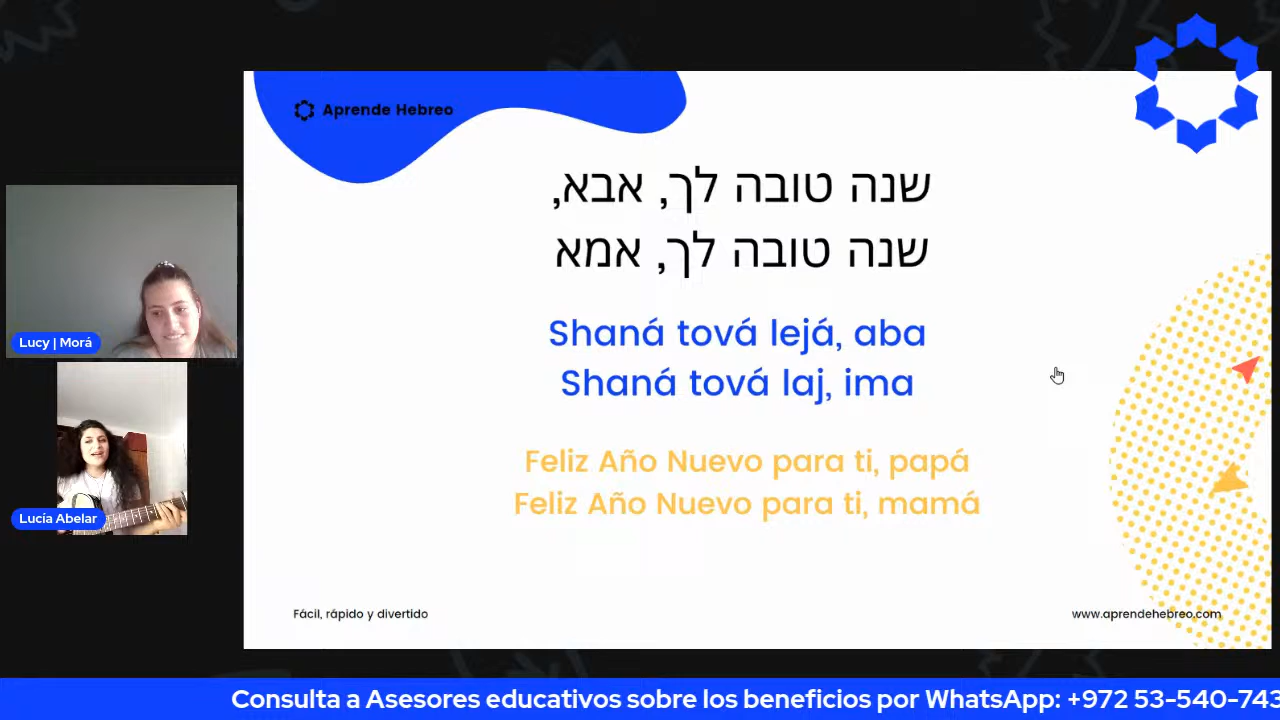 Aprende Hebreo
שנה טובה לך, אבא,
שנה טובה לך, אמא
Shaná tová lejá, aba
Shaná tová laj, ima
Feliz Año Nuevo para ti, papá
Feliz Año Nuevo para ti, mamá
Fácil, rápido y divertido
www.aprendehebreo.com
Lucy | Morá
Lucía Abelar
Consulta a Asesores educativos sobre los beneficios por WhatsApp: +972 53-540-743